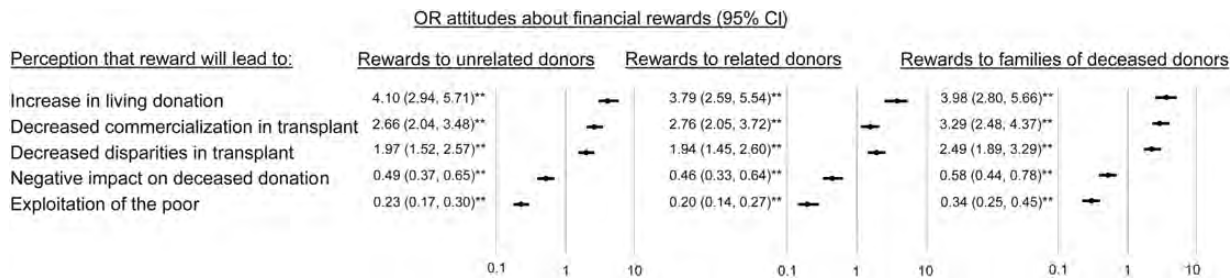 OR attitudes about financial rewards (95% CI)
Perception that reward will lead to: Rewards to unrelated donors Rewards to related donors Rewards to families of deceased donors
Increase in living donation 4.10 (2.94, 5.71)** 3.79 (2.59, 5.54)** 3.98 (2.80, 5.66)**
Decreased commercialization in transplant 2.66 (2.04, 3.48)** 2.76 (2.05, 3.72)** 3.29 (2.48, 4.37)**
Decreased disparities in transplant 1.97 (1.52, 2.57)** 1.94 (1.45, 2.60)** 2.49 (1.89, 3.29)**
Negative impact on deceased donation 0.49 (0.37, 0.65)** 0.46 (0.33, 0.64)** 0.58 (0.44, 0.78)**
Exploitation of the poor 0.23 (0.17, 0.30)** 0.20 (0.14, 0.27)** 0.34 (0.25, 0.45)**
0.1 1 10 0.1 1 10 0.1 1 10